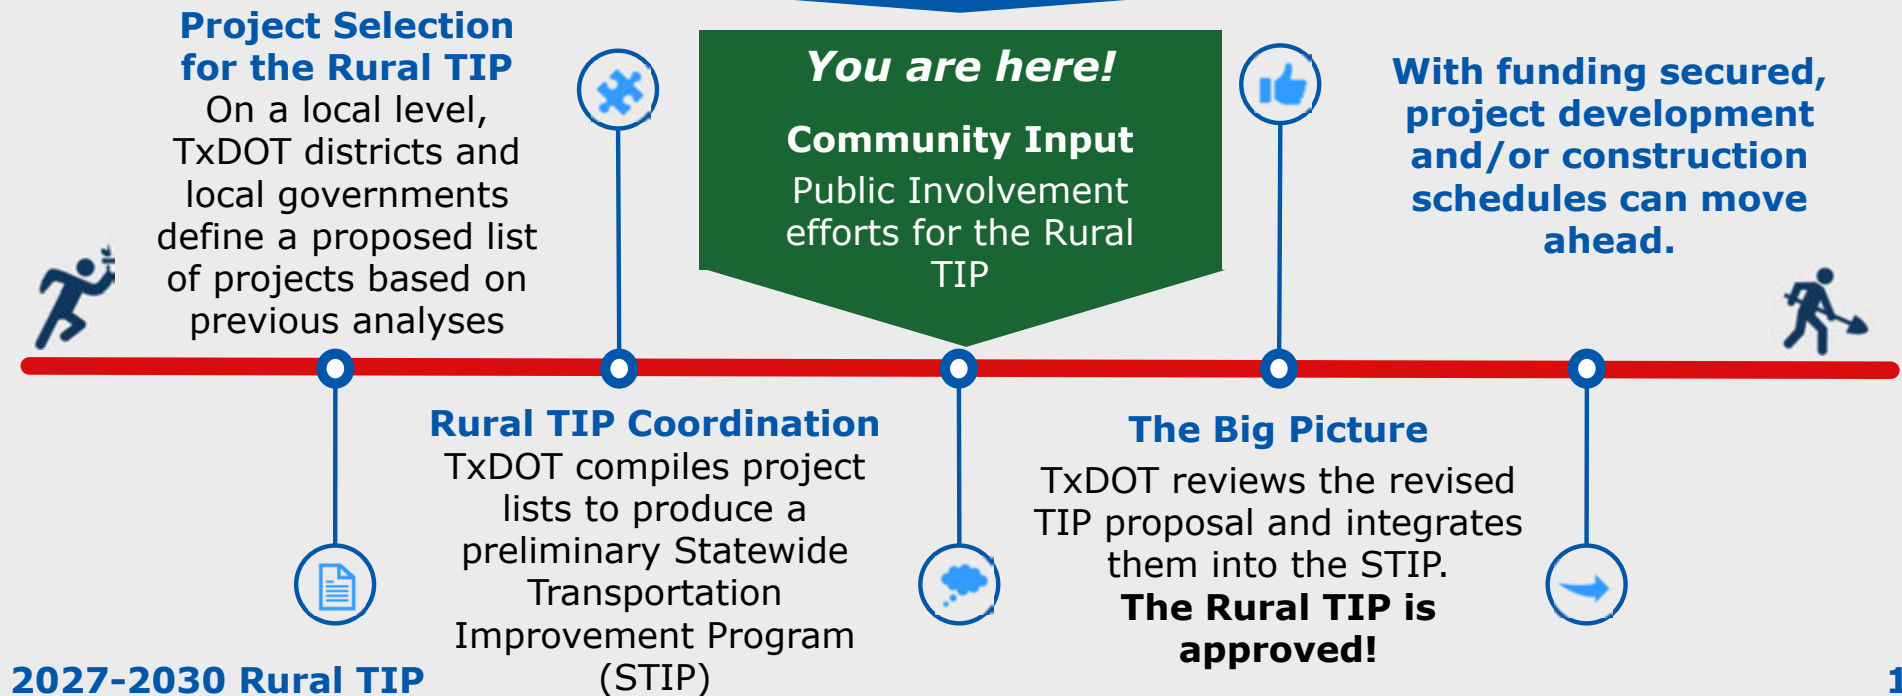 Project Selection
for the Rural TIP
On a local level,
TxDOT districts and
local governments
define a proposed list
of projects based on
previous analyses
Rural TIP Coordination
TxDOT compiles project
lists to produce a
preliminary Statewide
Transportation
Improvement Program
(STIP)
You are here!
Community Input
Public Involvement
efforts for the Rural
TIP
The Big Picture
TxDOT reviews the revised
TIP proposal and integrates
them into the STIP.
The Rural TIP is
approved!
With funding secured,
project development
and/or construction
schedules can move
ahead.
2027-2030 Rural TIP